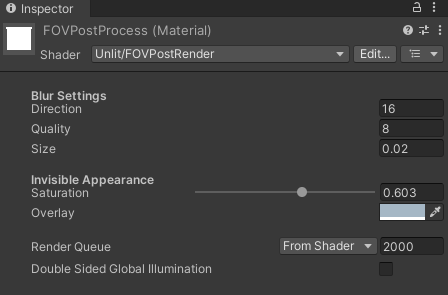 Inspector
FOVPostProcess (Material)
Shader Unlit/FOVPostRender Edit...
Blur Settings
Direction 16
Quality 8
Size 0.02
Invisible Appearance
Saturation 0.603
Overlay
Render Queue From Shader 2000
Double Sided Global Illumination